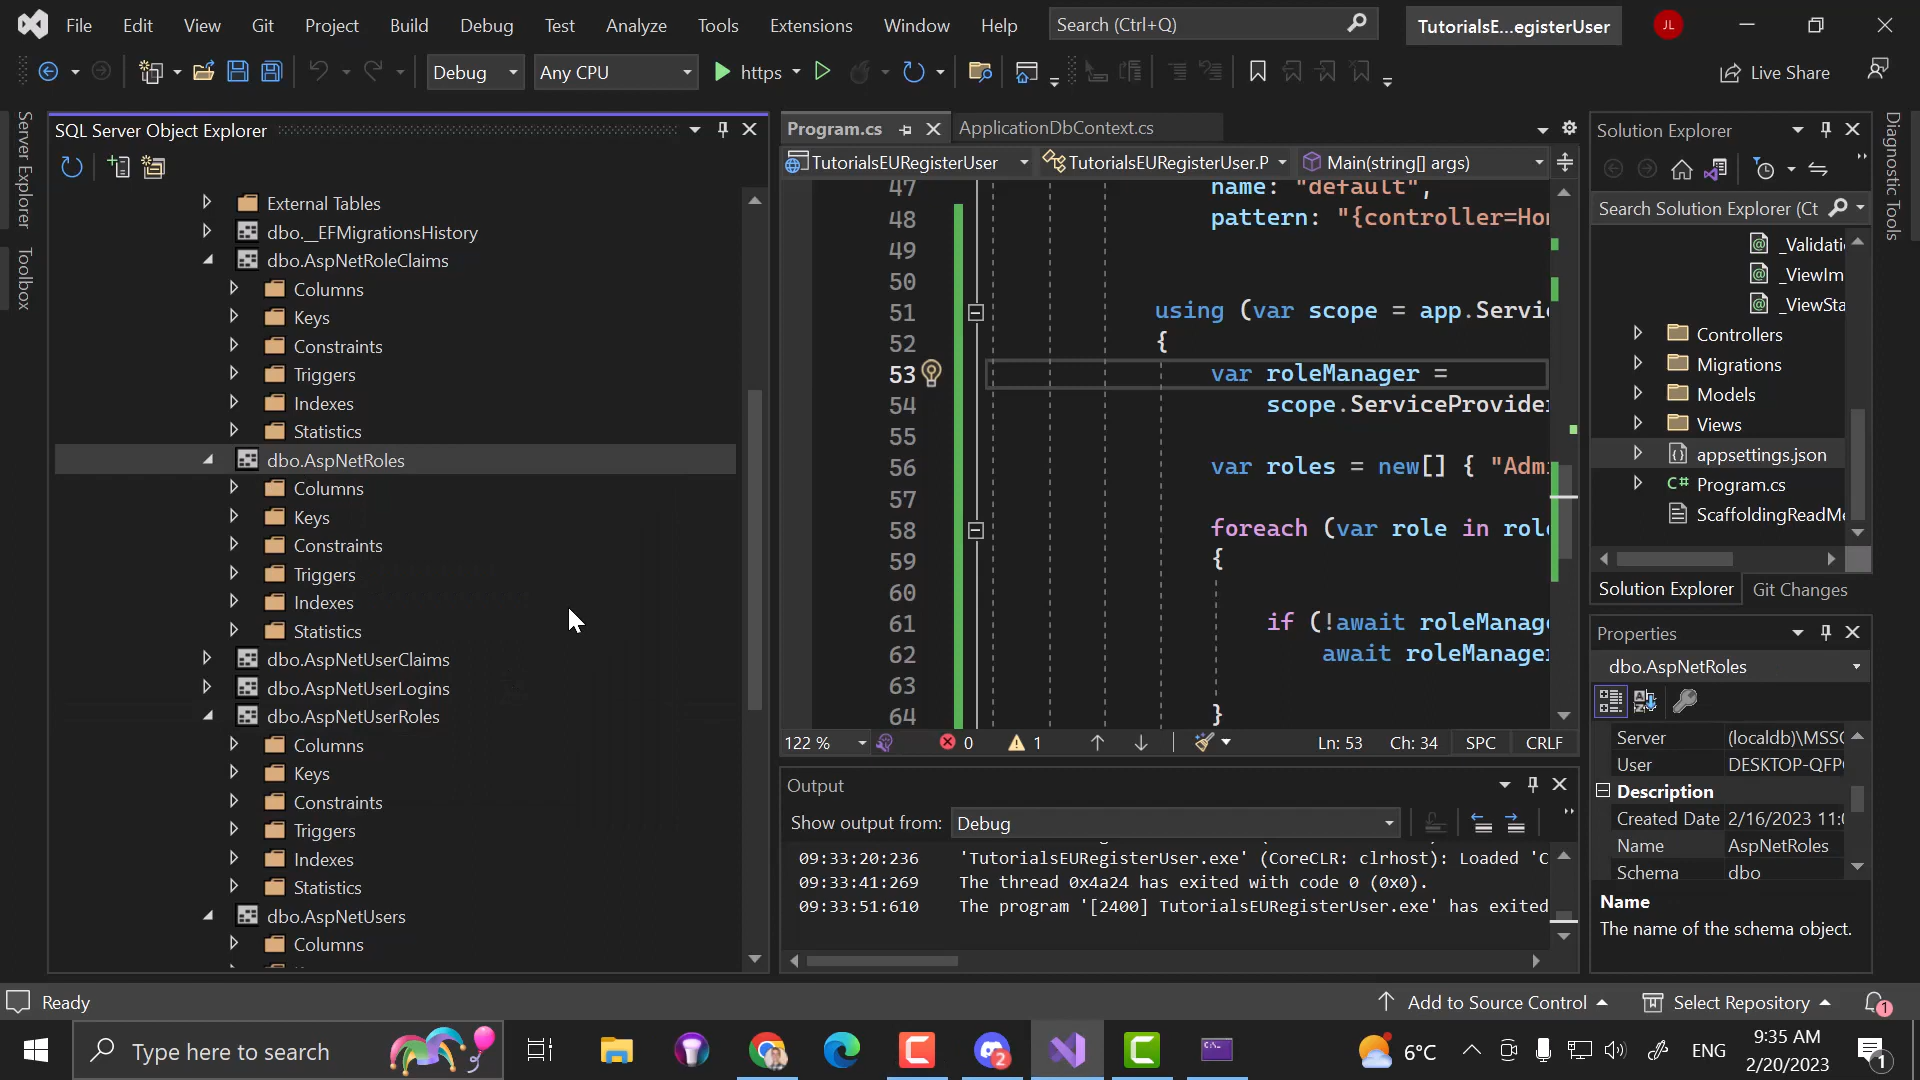 File Edit View Git Project Build Debug Test Analyze Tools Extensions Window Help Search (Ctrl+Q) TutorialsE...egisterUser JL
Debug Any CPU https Live Share
Server Explorer
Toolbox
SQL Server Object Explorer
External Tables
dbo.__EFMigrationsHistory
dbo.AspNetRoleClaims
Columns
Keys
Constraints
Triggers
Indexes
Statistics
dbo.AspNetRoles
Columns
Keys
Constraints
Triggers
Indexes
Statistics
dbo.AspNetUserClaims
dbo.AspNetUserLogins
dbo.AspNetUserRoles
Columns
Keys
Constraints
Triggers
Indexes
Statistics
dbo.AspNetUsers
Columns
Program.cs ApplicationDbContext.cs
TutorialsEURegisterUser TutorialsEURegisterUser.P Main(string[] args)
47 name: "default",
48 pattern: "{controller=Ho
49
50
51 using (var scope = app.Servi
52 {
53 var roleManager =
54 scope.ServiceProvider
55
56 var roles = new[] { "Adm
57
58 foreach (var role in rol
59 {
60
61 if (!await roleManage
62 await roleManager
63
64 }
122 % 0 1 Ln: 53 Ch: 34 SPC CRLF
Output
Show output from: Debug
09:33:20:236 'TutorialsEURegisterUser.exe' (CoreCLR: clrhost): Loaded 'C
09:33:41:269 The thread 0x4a24 has exited with code 0 (0x0).
09:33:51:610 The program '[2400] TutorialsEURegisterUser.exe' has exited
Solution Explorer
Search Solution Explorer (Ct
_Validati
_ViewIm
_ViewSta
Controllers
Migrations
Models
Views
appsettings.json
C# Program.cs
ScaffoldingReadMe
Solution Explorer Git Changes
Properties
dbo.AspNetRoles
Server (localdb)\MSSC
User DESKTOP-QFP
Description
Created Date 2/16/2023 11:0
Name AspNetRoles
Schema dbo
Name
The name of the schema object.
Diagnostic Tools
Ready Add to Source Control Select Repository 1
Type here to search 2 6°C ENG 9:35 AM
2/20/2023 1